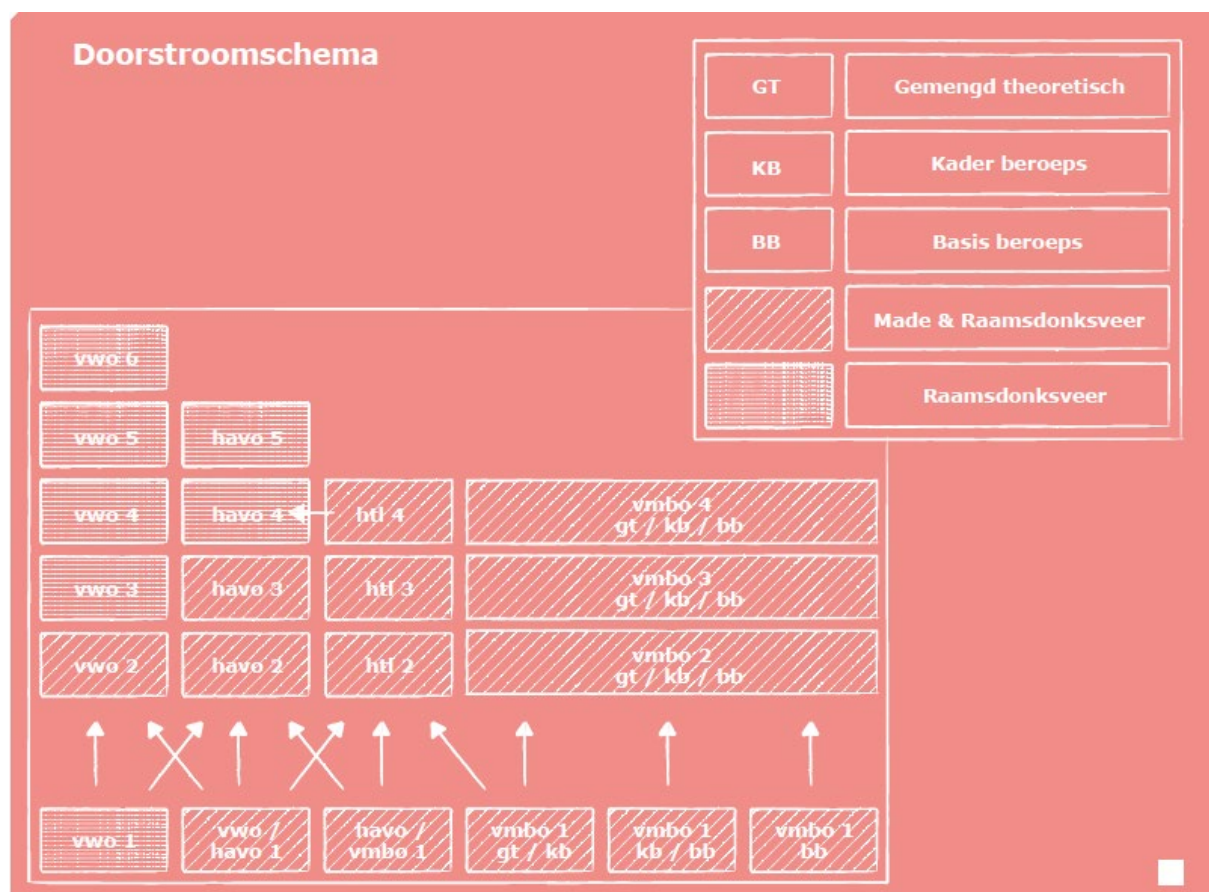 Doorstroomschema
GT
Gemengd theoretisch
KB
Kader beroeps
BB
Basis beroeps
Made & Raamsdonksveer
Raamsdonksveer
vwo 6
vwo 5
havo 5
vwo 4
havo 4
htl 4
vmbo 4
gt / kb / bb
vwo 3
havo 3
htl 3
vmbo 3
gt / kb / bb
vwo 2
havo 2
htl 2
vmbo 2
gt / kb / bb
vwo 1
vwo /
havo 1
havo /
vmbo 1
vmbo 1
gt / kb
vmbo 1
kb / bb
vmbo 1
bb